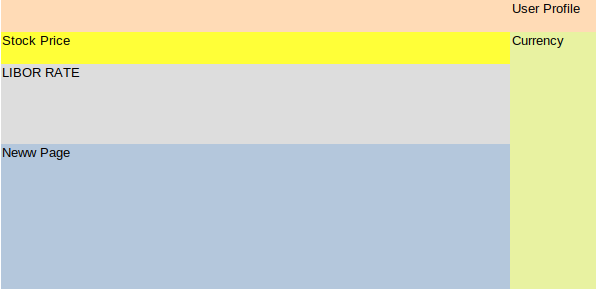 User Profile
Stock Price
Currency
LIBOR RATE
Neww Page